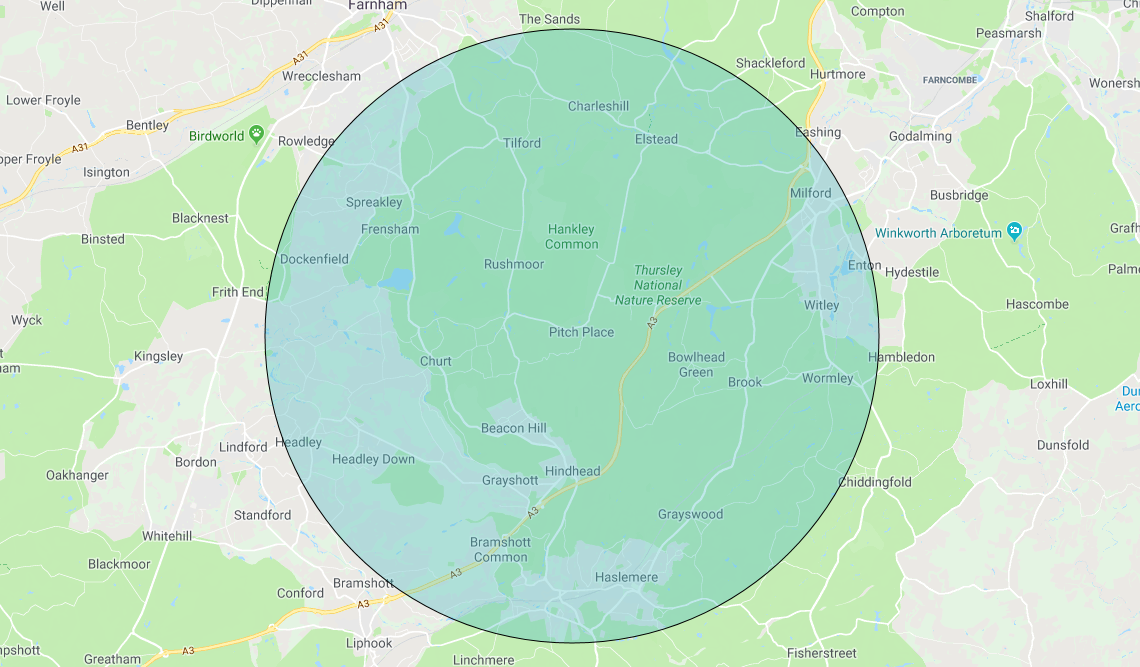 Well
Dippenhall
Farnham
The Sands
Compton
Shalford
Peasmarsh
A31
A31
Wrecclesham
Shackleford
Hurtmore
FARNCOMBE
Wonersh
Lower Froyle
Charleshill
Bentley
Birdworld
Rowledge
Tilford
Elstead
Eashing
Godalming
A31
pper Froyle
Isington
Milford
Busbridge
Spreakley
Blacknest
Frensham
Hankley
Common
Winkworth Arboretum
Grafh
Binsted
Dockenfield
Rushmoor
Thursley
National
Nature Reserve
Enton
Hydestile
Palme
Frith End
Witley
Hascombe
Wyck
A3
Pitch Place
Kingsley
Churt
Bowlhead
Green
Hambledon
Brook
Wormley
Loxhill
Dun
Aero
Beacon Hill
Lindford
Headley
Dunsfold
Bordon
Headley Down
Hindhead
Oakhanger
Grayshott
Chiddingfold
A3
Standford
Grayswood
Whitehill
Bramshott
Common
Blackmoor
A3
Haslemere
Bramshott
Conford
A3
Liphook
A3
Greatham
Linchmere
Fisherstreet
mpshott